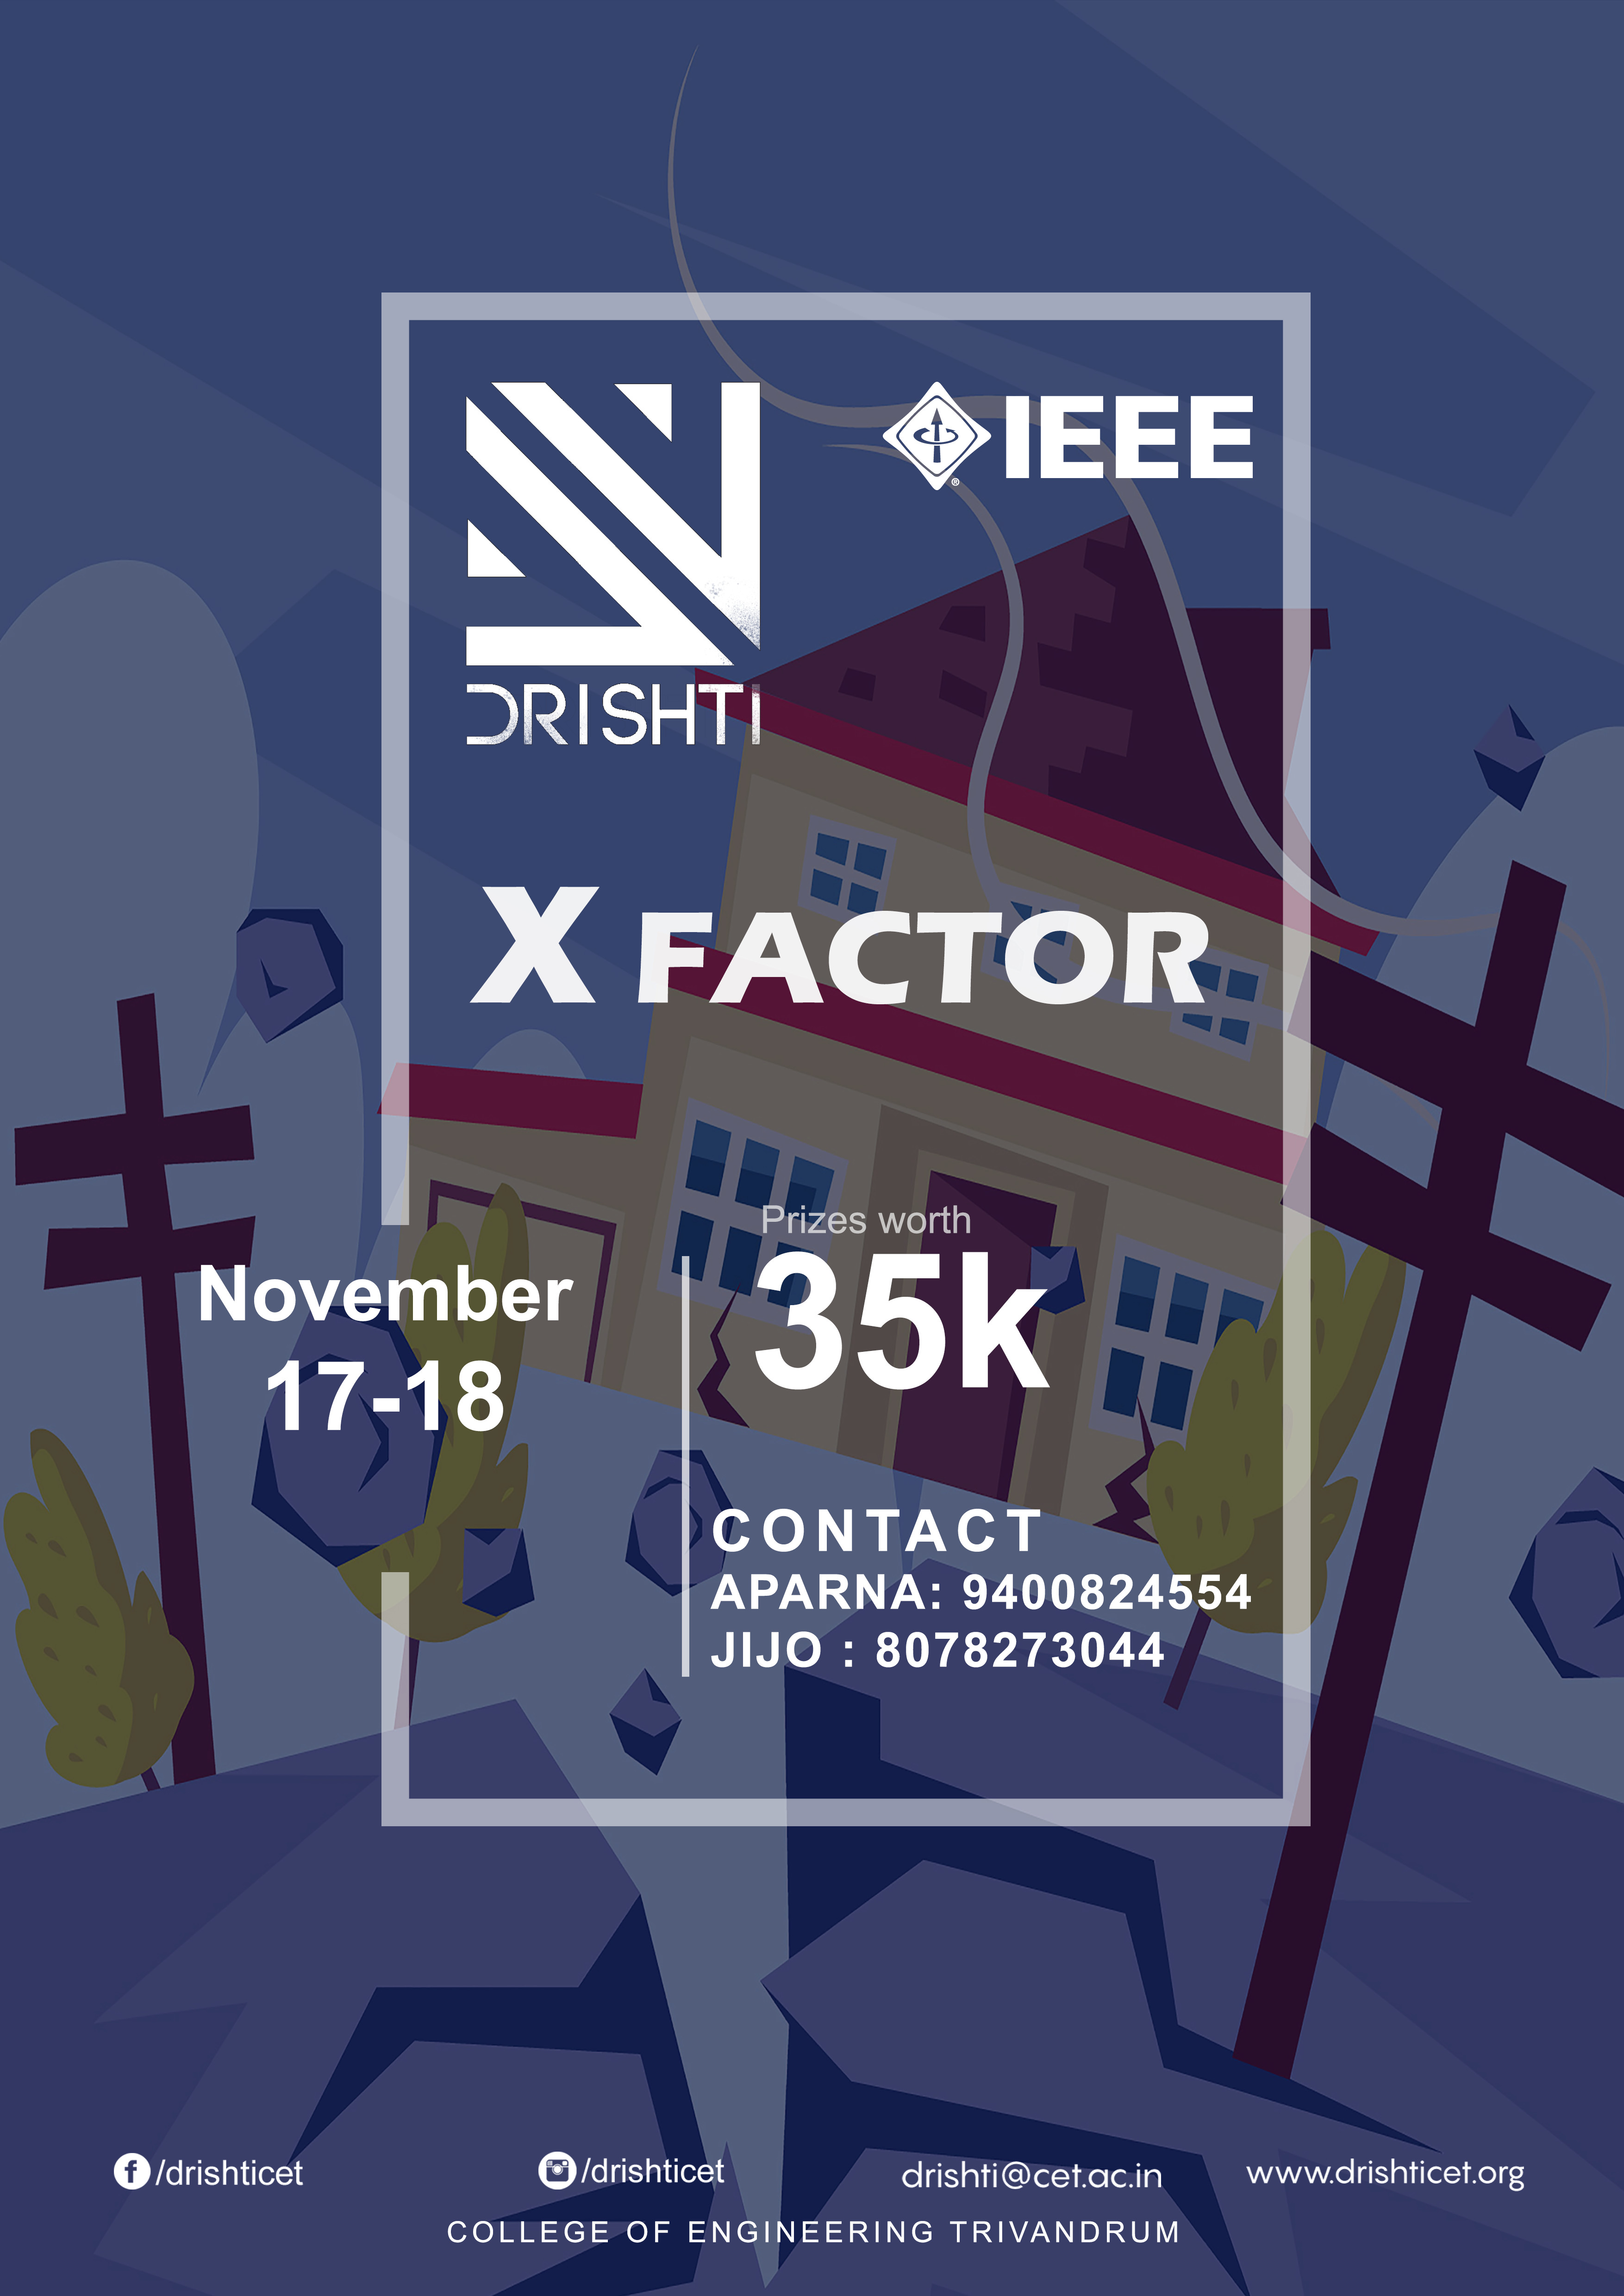 IEEE
DRISHTI
X FACTOR
November
17-18
Prizes worth
35k
CONTACT
APARNA: 9400824554
JIJO : 8078273044
/drishticet
/drishticet
drishti@cet.ac.in
www.drishticet.org
COLLEGE OF ENGINEERING TRIVANDRUM